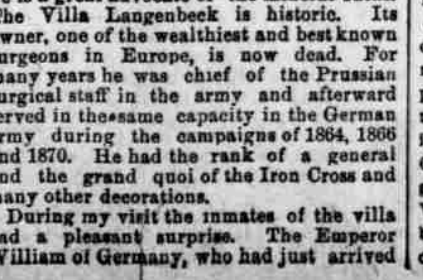 he Villa Langenbeck is historic. Its
wner, one of the wealthiest and best known
urgeons in Europe, is now dead. For
any years he was chief of the Prussian
urgical staff in the army and afterward
erved in the same capacity in the German
rmy during the campaigns of 1864, 1866
nd 1870. He had the rank of a general
nd the grand quoi of the Iron Cross and
any other decorations.
During my visit the inmates of the villa
ad a pleasant surprise. The Emperor
William of Germany, who had just arrived